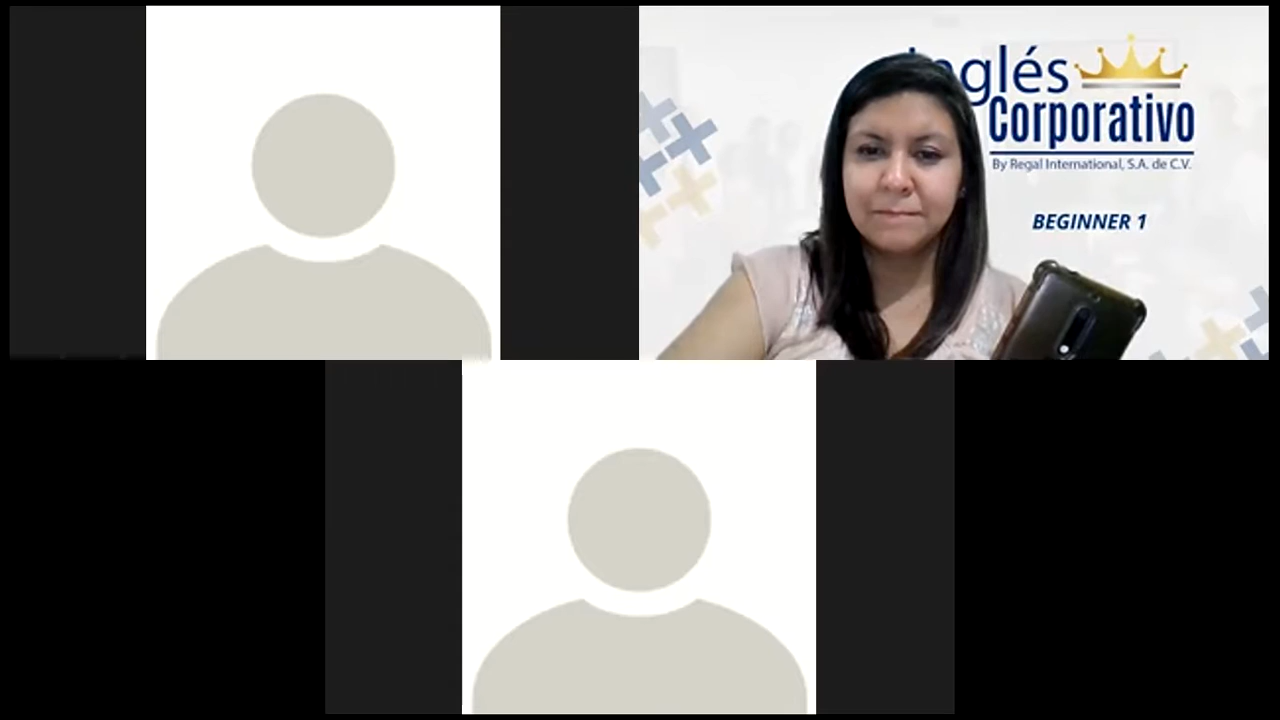 Inglés
Corporativo
By Regal International, S.A. de C.V.
BEGINNER 1